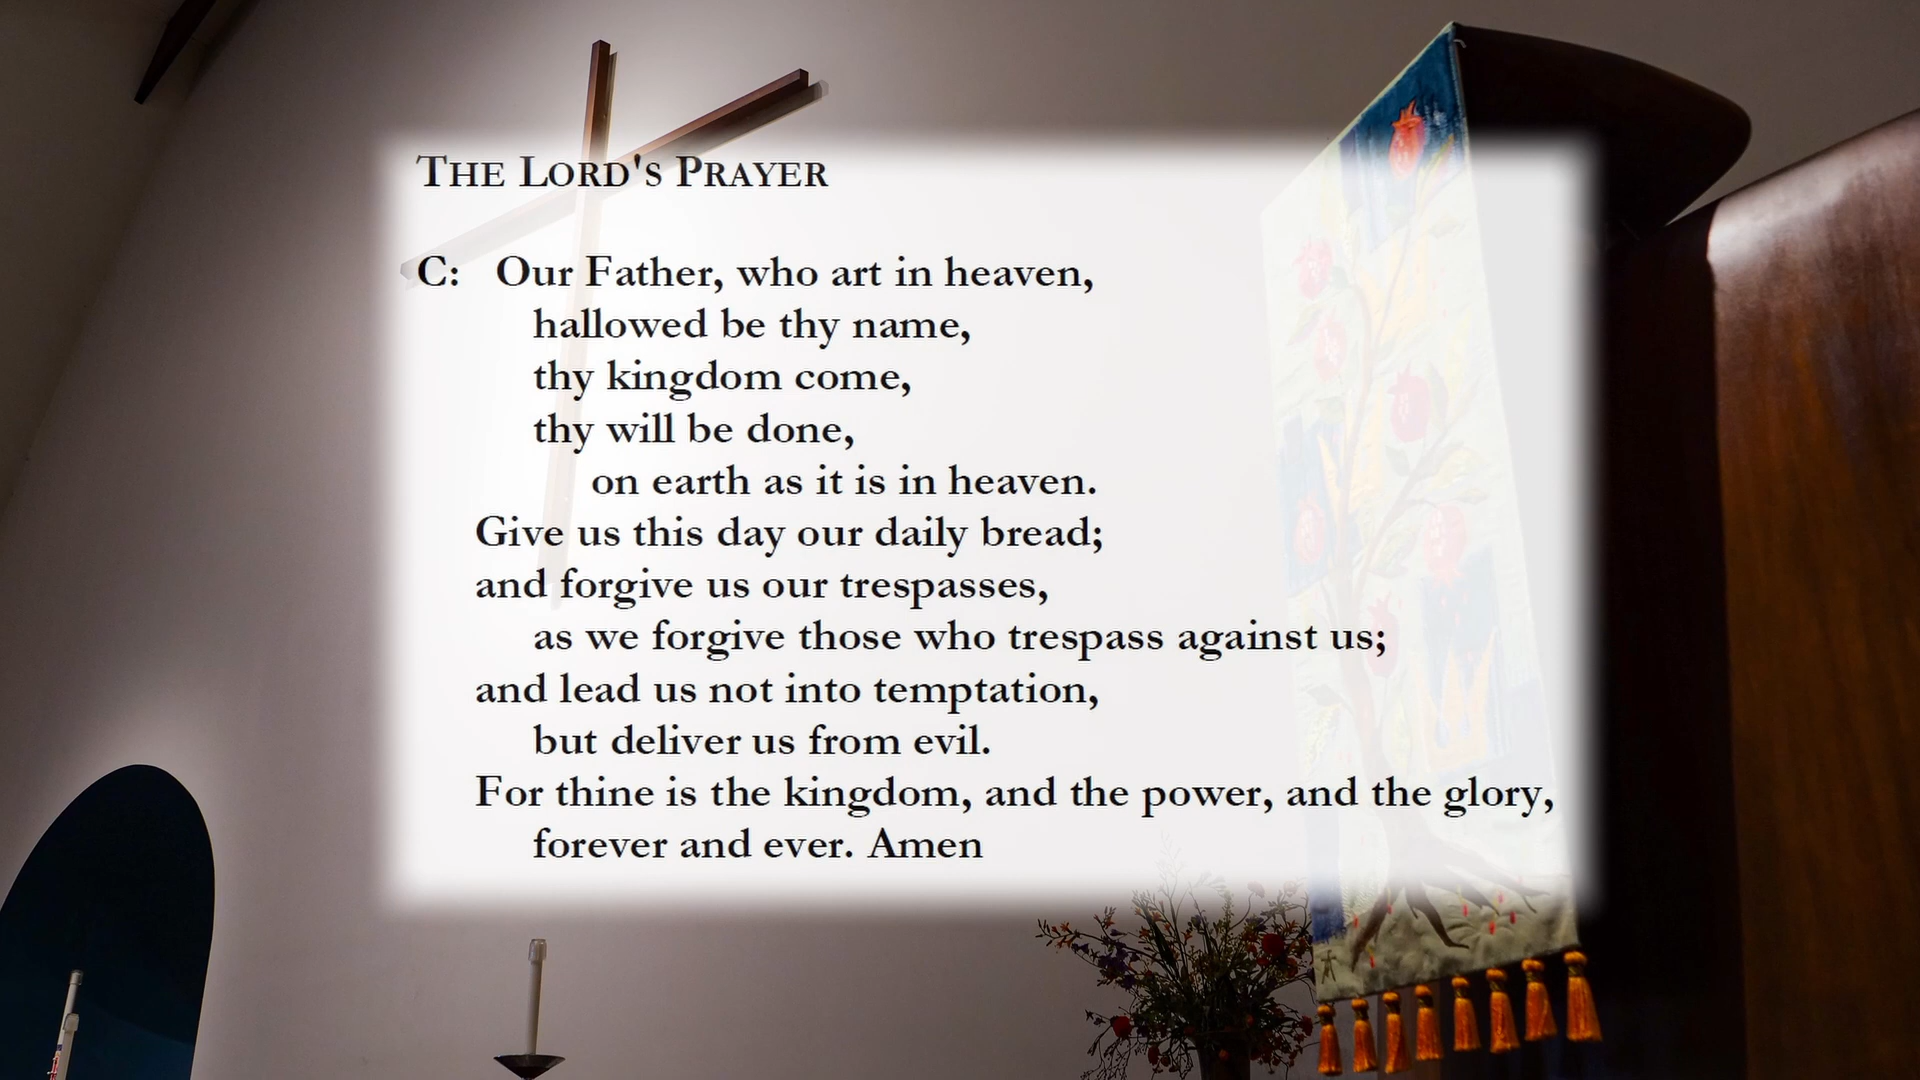 THE LORD'S PRAYER
C: Our Father, who art in heaven,
hallowed be thy name,
thy kingdom come,
thy will be done,
on earth as it is in heaven.
Give us this day our daily bread;
and forgive us our trespasses,
as we forgive those who trespass against us;
and lead us not into temptation,
but deliver us from evil.
For thine is the kingdom, and the power, and the glory,
forever and ever. Amen